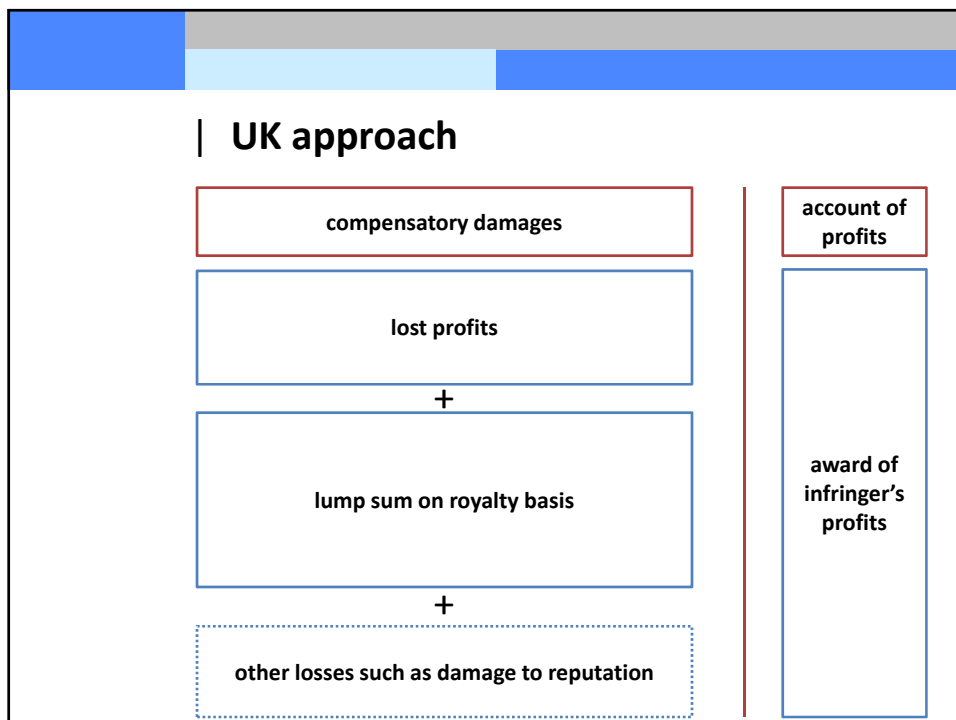 | UK approach
compensatory damages
lost profits
+
lump sum on royalty basis
+
other losses such as damage to reputation
account of
profits
award of
infringer’s
profits